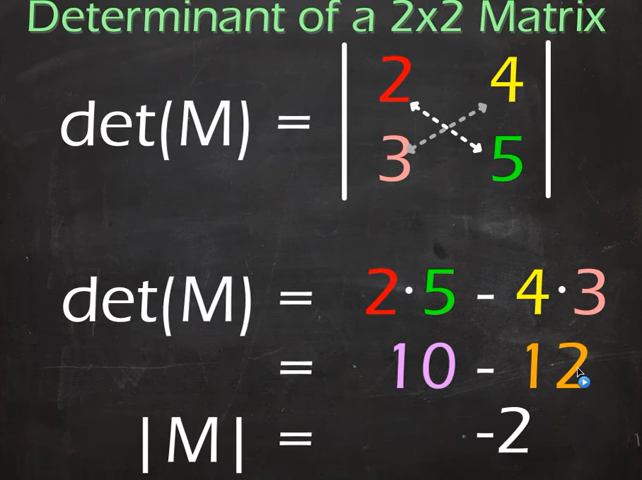 Determinant of a 2x2 Matrix
det(M) = | 2 4 |
| 3 5 |
det(M) = 2·5 - 4·3
= 10 - 12
|M| = -2